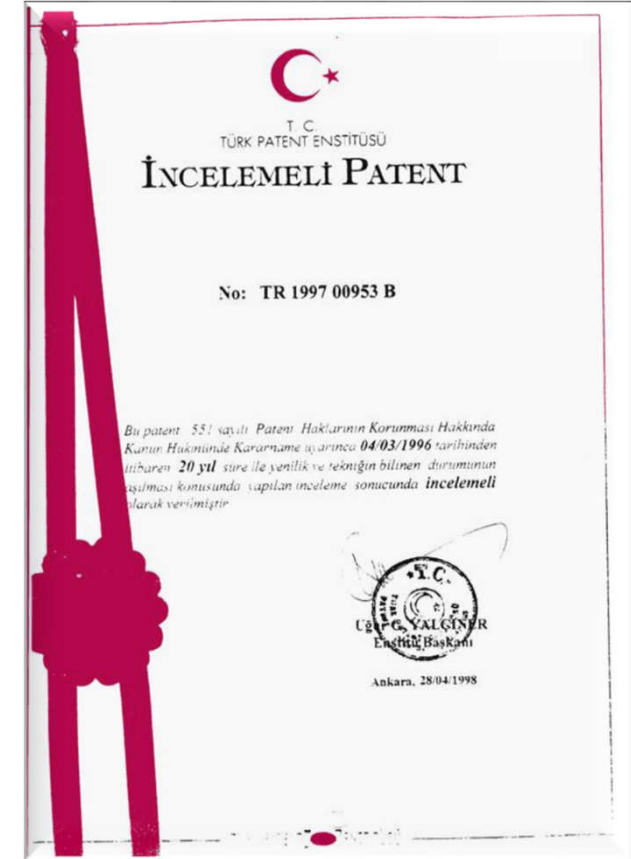 T. C.
TÜRK PATENT ENSTİTÜSÜ
İNCELEMELİ PATENT
No: TR 1997 00953 B
Bu patent 551 sayılı Patent Haklarının Korunması Hakkında
Kanun Hükmünde Kararname uyarınca 04/03/1996 tarihinden
itibaren 20 yıl süre ile yenilik ve tekniğin bilinen durumunun
aşılması konusunda yapılan inceleme sonucunda incelemeli
olarak verilmiştir
T.C.
G. YALÇINER
Enstitü Başkanı
Ankara, 28/04/1998